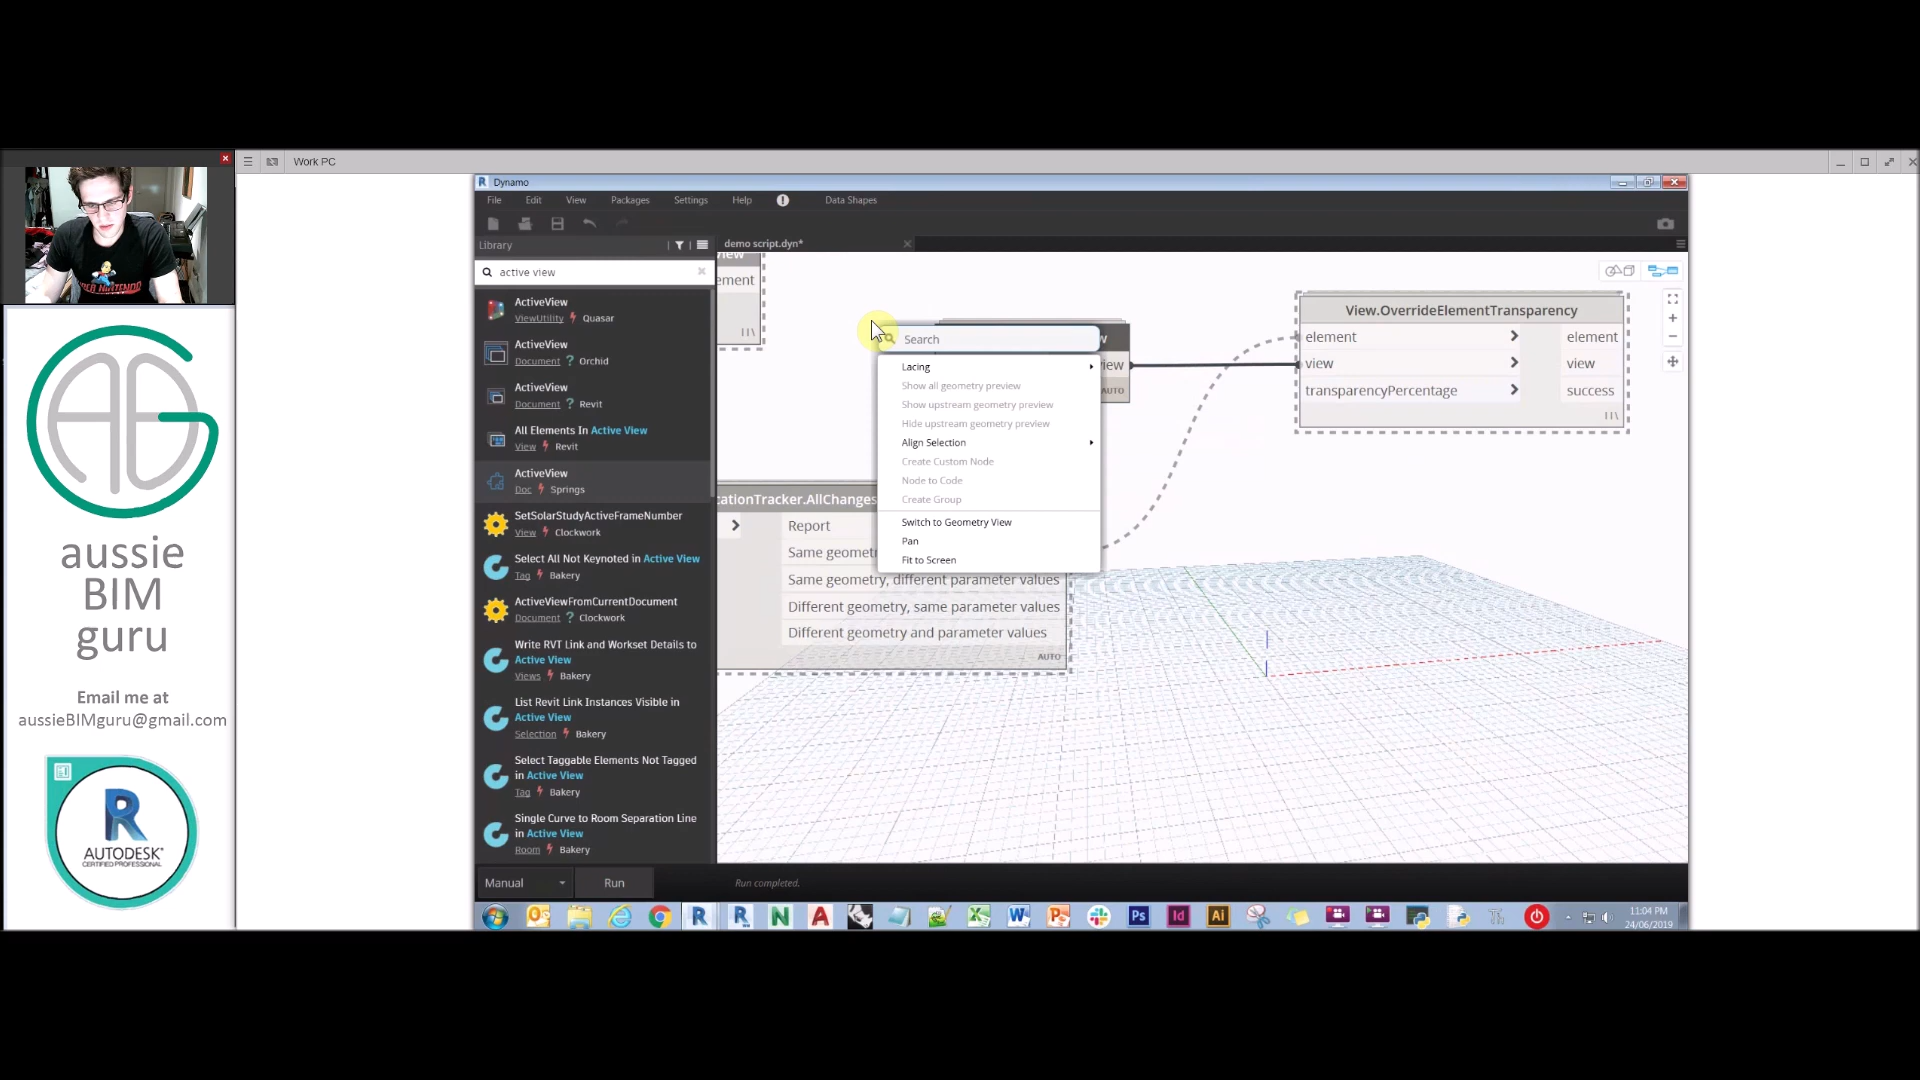 Work PC
Dynamo
File Edit View Packages Settings Help Data Shapes
Library
demo script.dyn*
active view
ActiveView
ViewUtility Quasar
ActiveView
Document ? Orchid
ActiveView
Document ? Revit
All Elements In Active View
View Revit
ActiveView
Doc Springs
SetSolarStudyActiveFrameNumber
View Clockwork
Select All Not Keynoted in Active View
Tag Bakery
ActiveViewFromCurrentDocument
Document ? Clockwork
Write RVT Link and Workset Details to
Active View
Views Bakery
List Revit Link Instances Visible in
Active View
Selection Bakery
Select Taggable Elements Not Tagged
in Active View
Tag Bakery
Single Curve to Room Separation Line
in Active View
Room Bakery
Manual Run Run completed.
ement
Search
Lacing
Show all geometry preview
Show upstream geometry preview
Hide upstream geometry preview
Align Selection
Create Custom Node
Node to Code
Create Group
Switch to Geometry View
Pan
Fit to Screen
w
iew
AUTO
View.OverrideElementTransparency
element element
view view
transparencyPercentage success
cationTracker.AllChanges
Report
Same geomet
Same geometry, different parameter values
Different geometry, same parameter values
Different geometry and parameter values
AUTO
aussie
BIM
guru
Email me at
aussieBIMguru@gmail.com
R
AUTODESK
CERTIFIED PROFESSIONAL
11:04 PM
24/06/2019